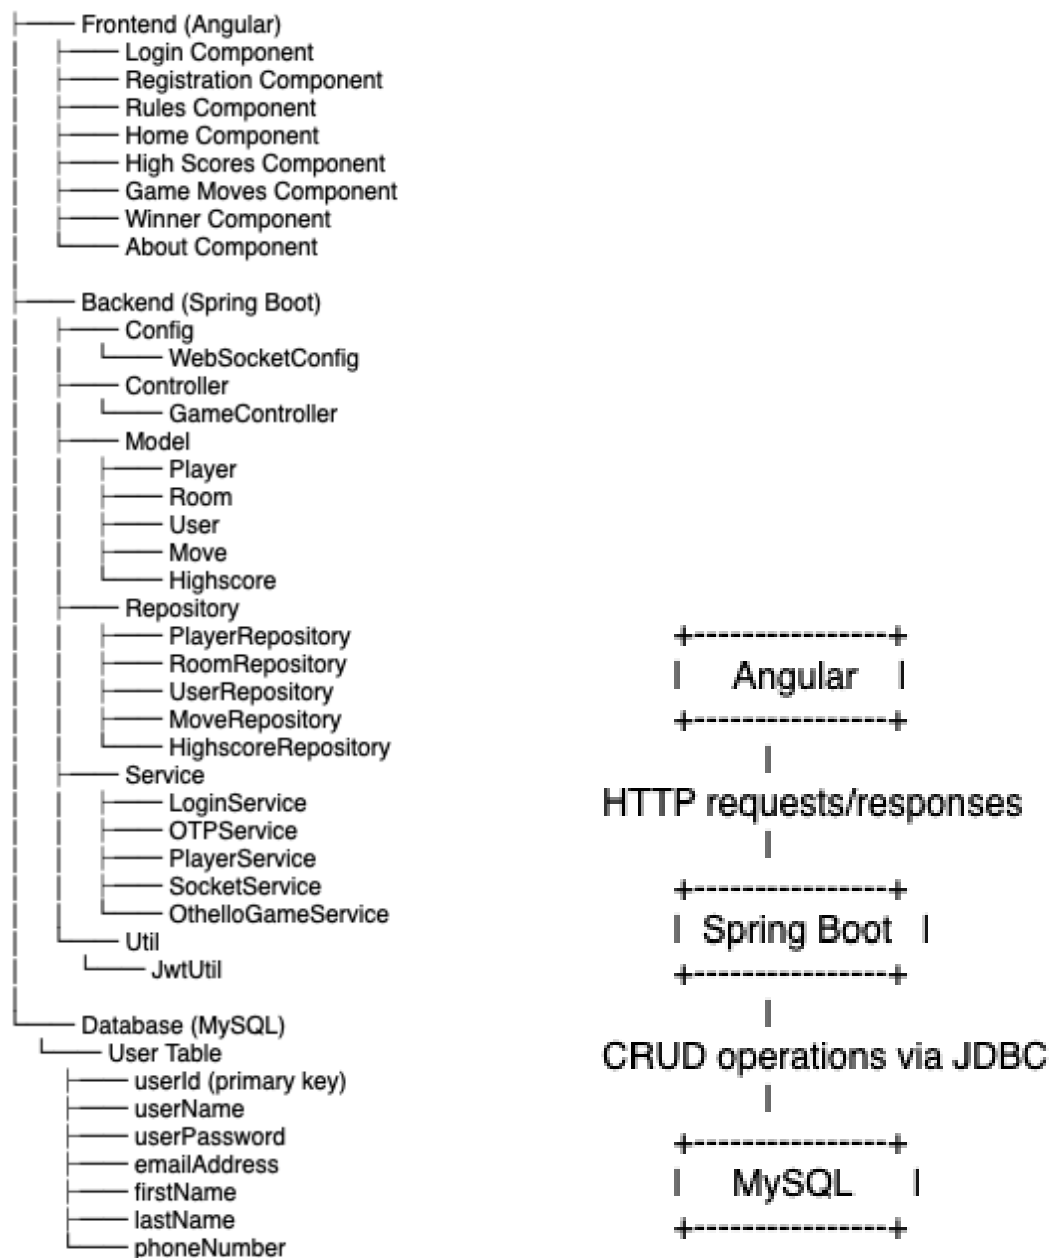 Frontend (Angular)
Login Component
Registration Component
Rules Component
Home Component
High Scores Component
Game Moves Component
Winner Component
About Component
Backend (Spring Boot)
Config
WebSocketConfig
Controller
GameController
Model
Player
Room
User
Move
Highscore
Repository
PlayerRepository
RoomRepository
UserRepository
MoveRepository
HighscoreRepository
Service
LoginService
OTPService
PlayerService
SocketService
OthelloGameService
Util
JwtUtil
Database (MySQL)
User Table
userId (primary key)
userName
userPassword
emailAddress
firstName
lastName
phoneNumber
Angular
HTTP requests/responses
Spring Boot
CRUD operations via JDBC
MySQL